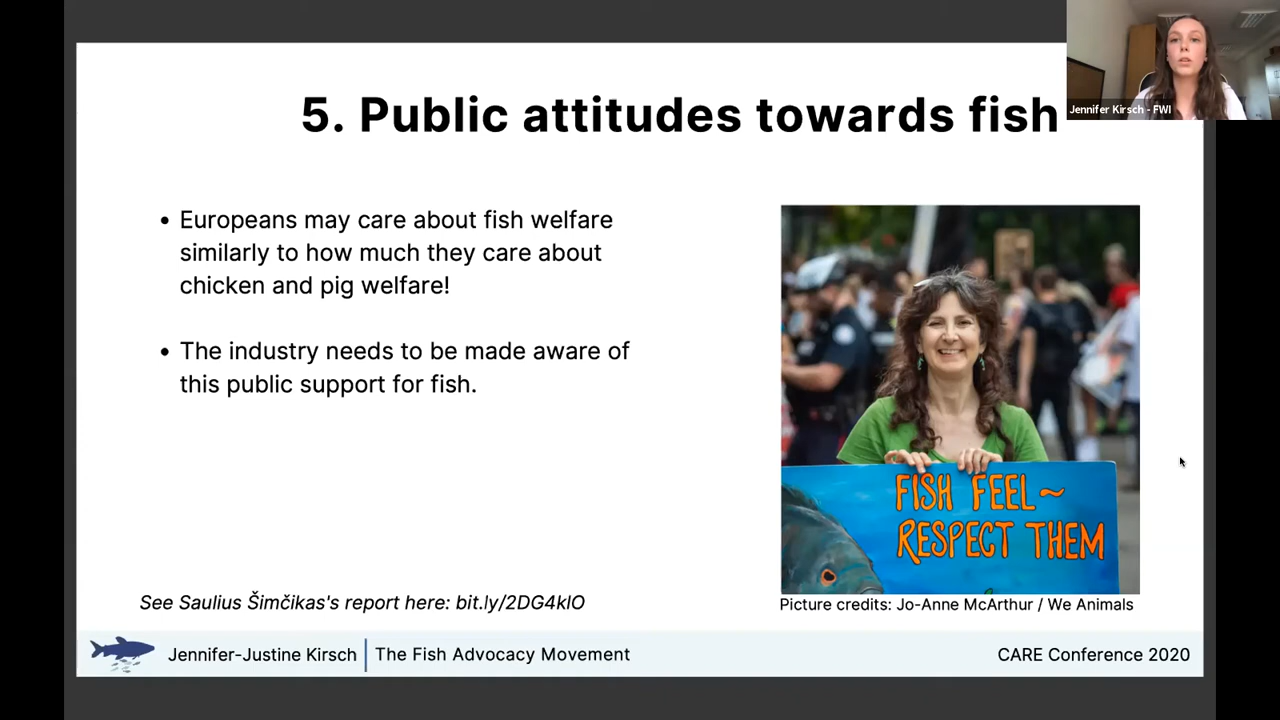 5. Public attitudes towards fish
Jennifer Kirsch - FWI
• Europeans may care about fish welfare
similarly to how much they care about
chicken and pig welfare!
• The industry needs to be made aware of
this public support for fish.
FISH FEEL ~
RESPECT THEM
See Saulius Šimčikas's report here: bit.ly/2DG4klO
Picture credits: Jo-Anne McArthur / We Animals
Jennifer-Justine Kirsch | The Fish Advocacy Movement
CARE Conference 2020